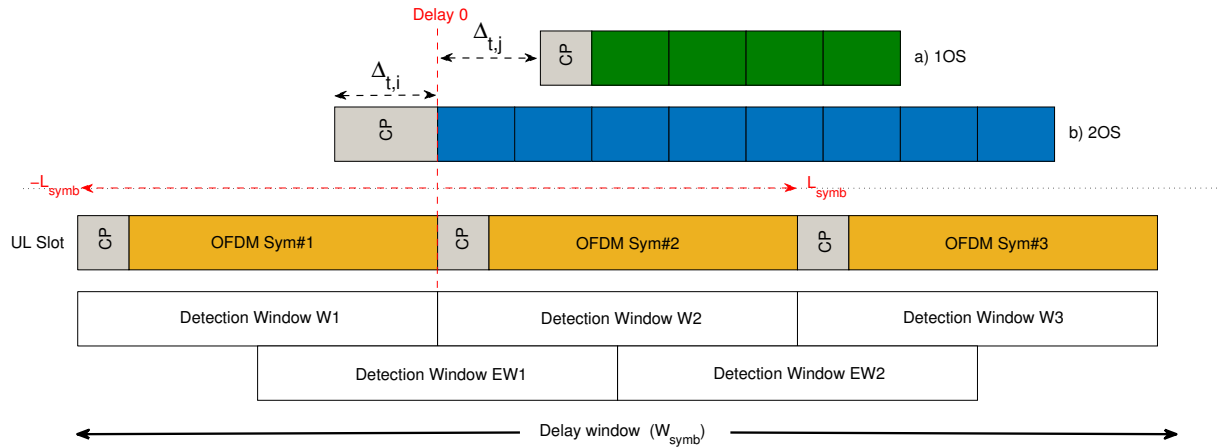 Delay 0
Δt,j
CP
a) 1OS
Δt,i
CP
b) 2OS
−Lsymb
Lsymb
UL Slot
CP
OFDM Sym#1
CP
OFDM Sym#2
CP
OFDM Sym#3
Detection Window W1
Detection Window W2
Detection Window W3
Detection Window EW1
Detection Window EW2
Delay window (Wsymb)